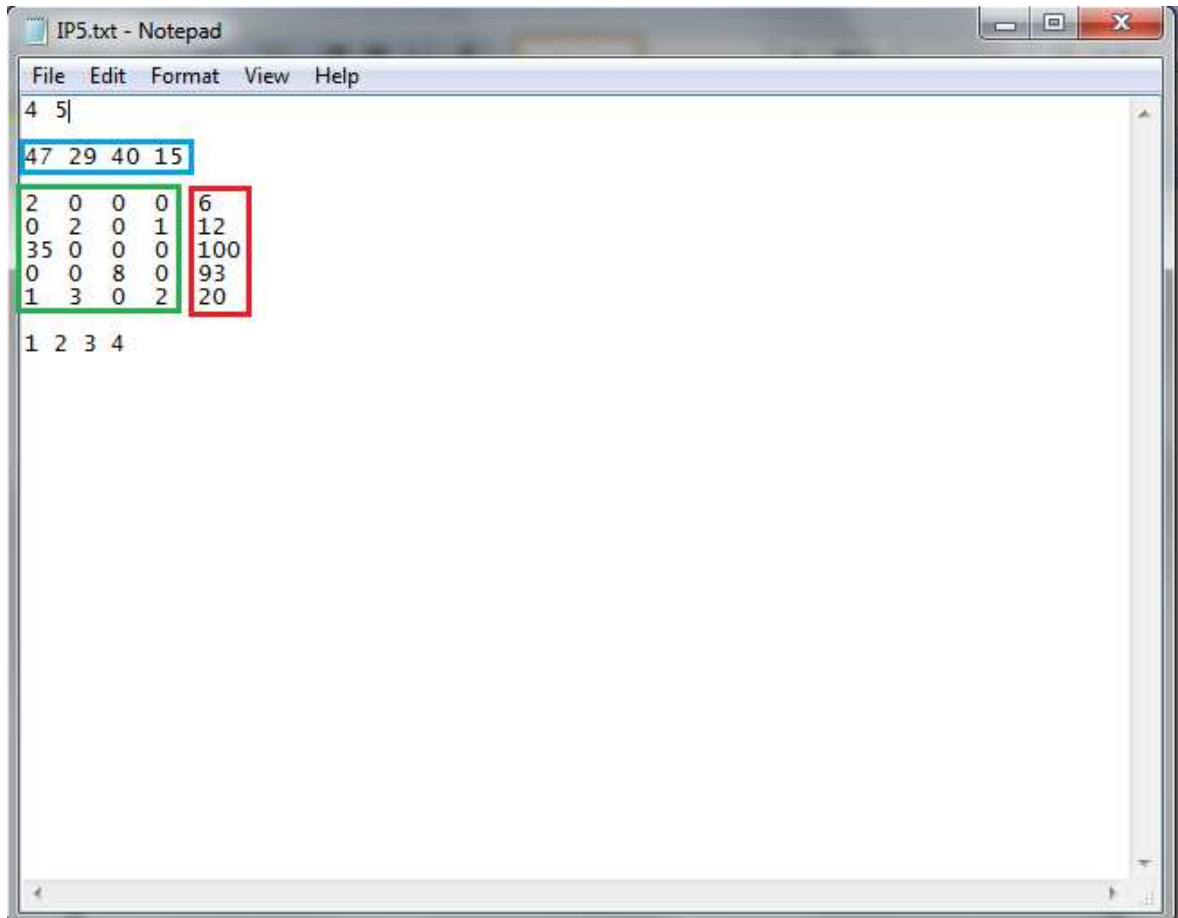 IP5.txt - Notepad
File Edit Format View Help
4 5
47 29 40 15
2 0 0 0 6
0 2 0 1 12
35 0 0 0 100
0 0 8 0 93
1 3 0 2 20
1 2 3 4